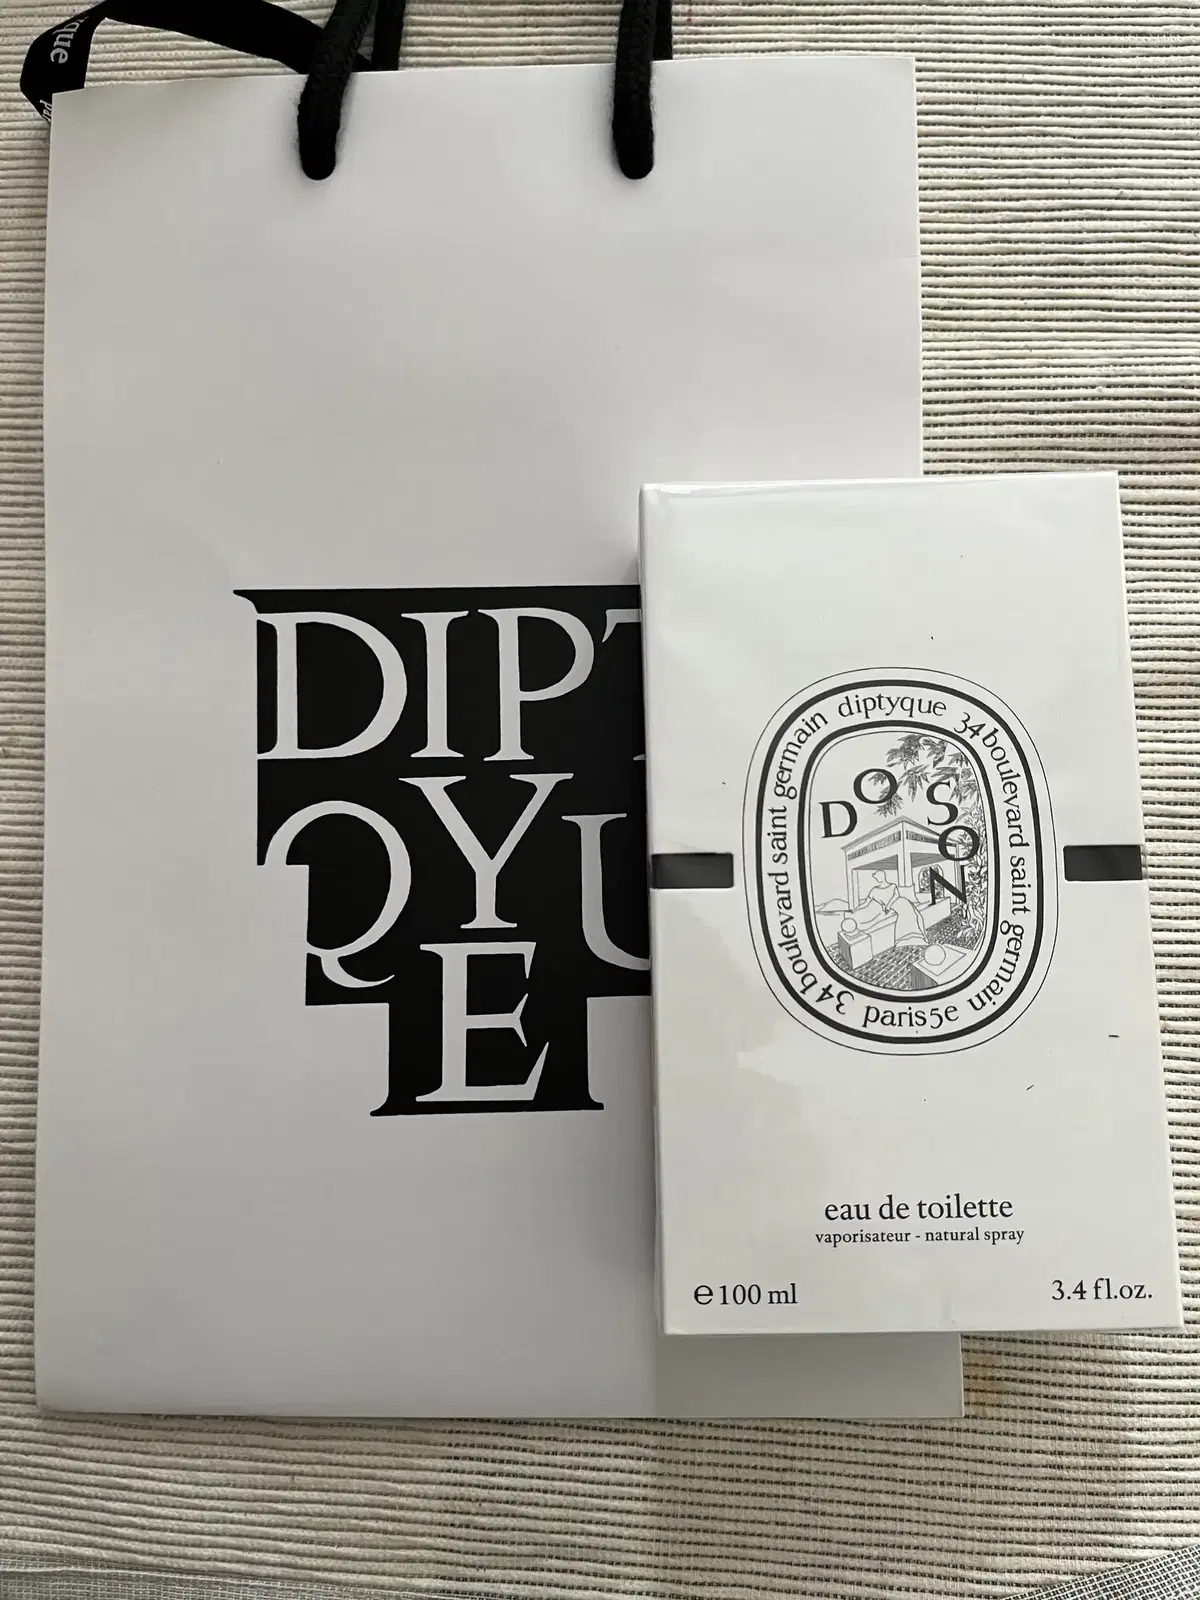 que
DIPT
QYU
E
diptyque 34 boulevard saint germain paris 5e 34 boulevard saint germain
DO SON
eau de toilette
vaporisateur - natural spray
℮ 100 ml
3.4 fl.oz.